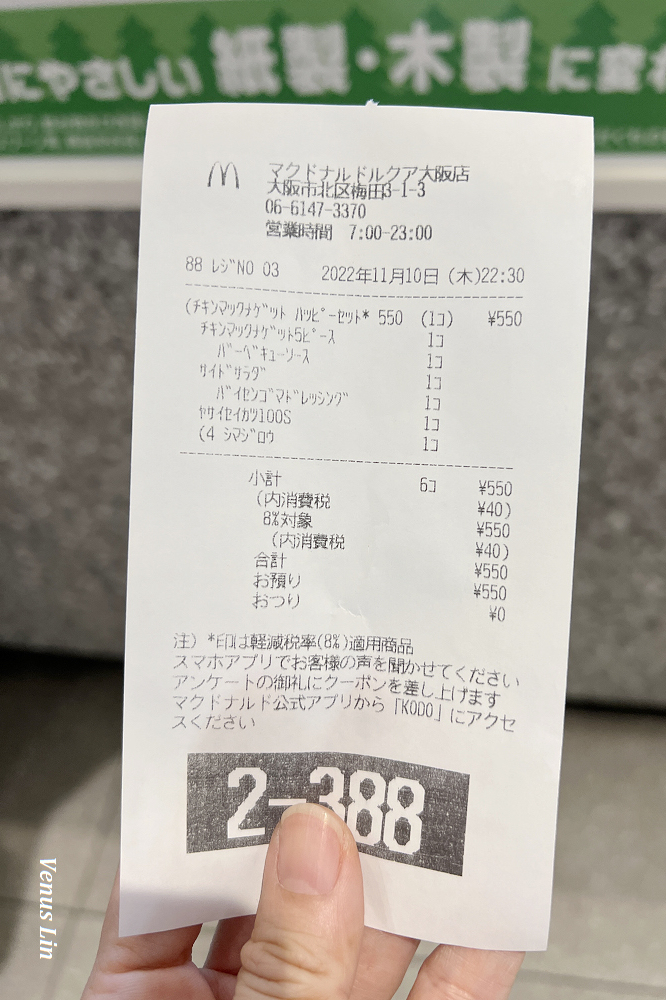 にやさしい 紙製・木製 に変
マクドナルドルクア大阪店
大阪市北区梅田3-1-3
06-6147-3370
営業時間 7:00-23:00
88 ﾚｼﾞNO 03 2022年11月10日 (木)22:30
(ﾁｷﾝﾏｯｸﾅｹﾞｯﾄ ﾊｯﾋﾟｰｾｯﾄ* 550 (1ｺ) ¥550
ﾁｷﾝﾏｯｸﾅｹﾞｯﾄ5ﾋﾟｰｽ 1ｺ
ﾊﾞｰﾍﾞｷｭｰｿｰｽ 1ｺ
ｻｲﾄﾞｻﾗﾀﾞ 1ｺ
ﾊﾞｲｾﾝｺﾞﾏﾄﾞﾚｯｼﾝｸﾞ 1ｺ
ﾔｻｲｾｲｶﾂ100S 1ｺ
(4 ｼﾏｼﾞﾛｳ 1ｺ
小計 6ｺ ¥550
(内消費税 ¥40)
8%対象 ¥550
(内消費税 ¥40)
合計 ¥550
お預り ¥550
おつり ¥0
注) *印は軽減税率(8%)適用商品
スマホアプリでお客様の声を聞かせてください
アンケートの御礼にクーポンを差し上げます
マクドナルド公式アプリから「KODO」にアクセ
スください
2-388
Venus Lin